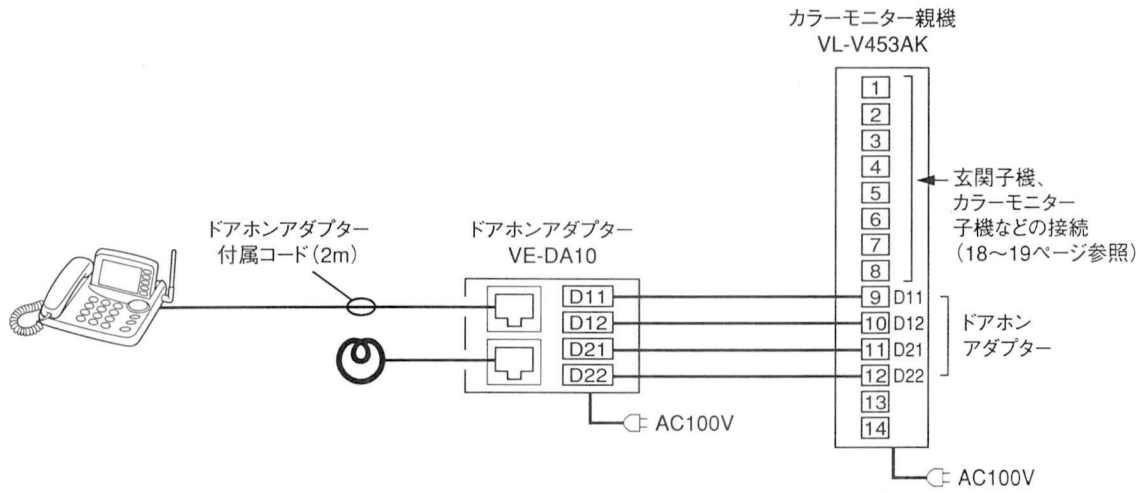 カラーモニター親機
VL-V453AK
1
2
3
4
5
6
7
8
玄関子機、
カラーモニター
子機などの接続
(18〜19ページ参照)
ドアホンアダプター
付属コード(2m)
ドアホンアダプター
VE-DA10
D11
D12
D21
D22
9 D11
10 D12
11 D21
12 D22
13
14
ドアホン
アダプター
AC100V
AC100V